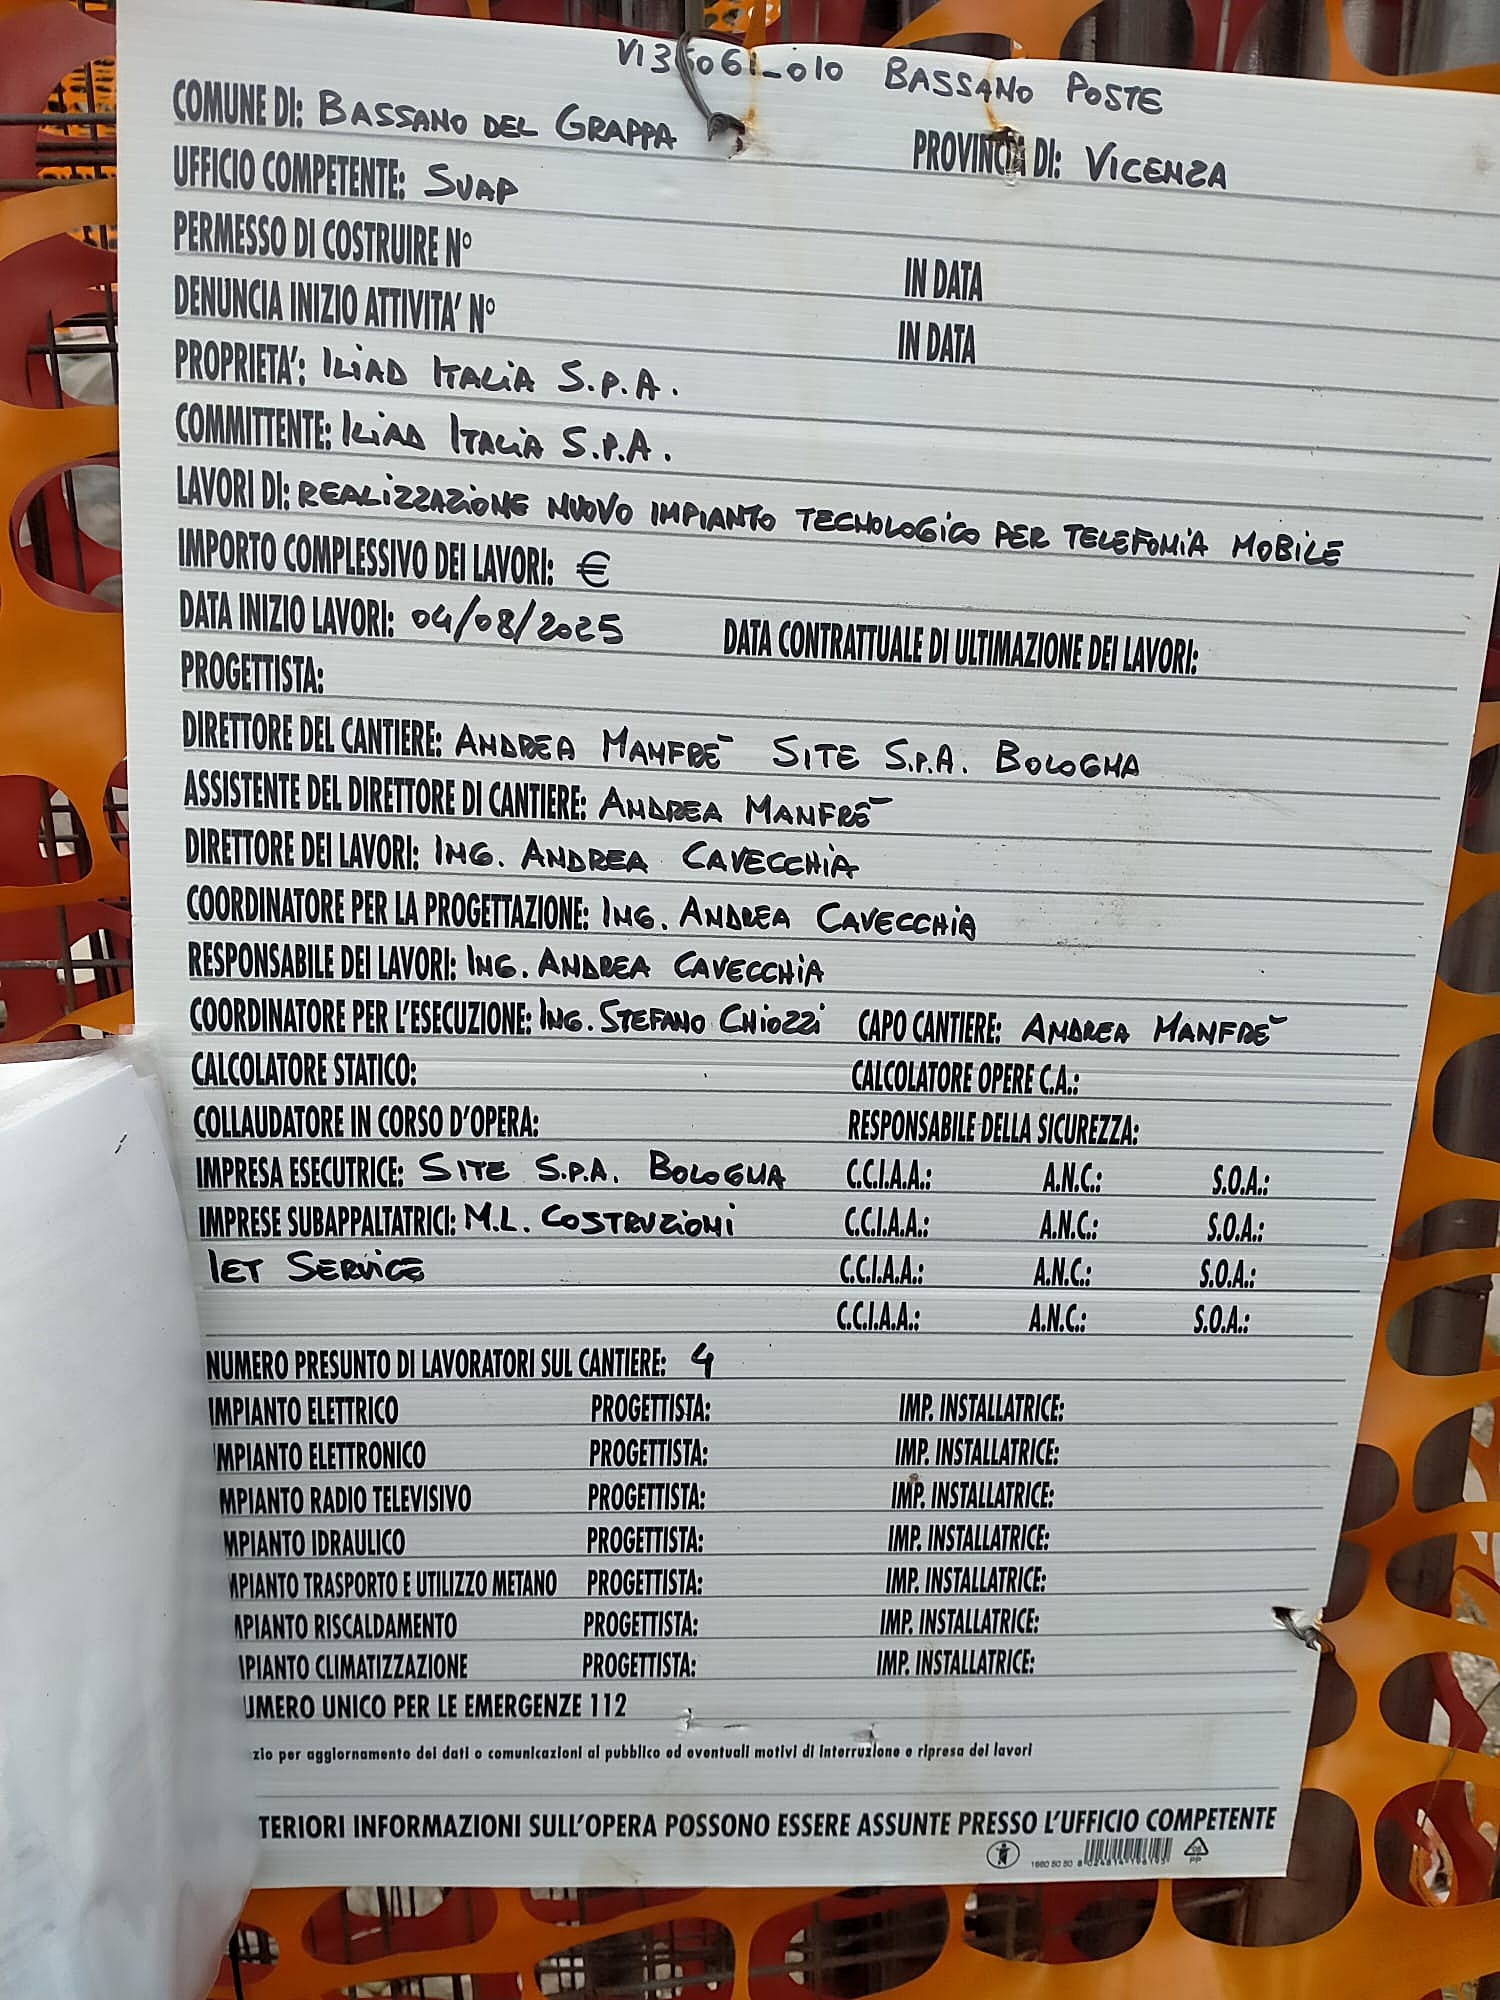 VI36061_010 BASSANO POSTE
COMUNE DI: BASSANO DEL GRAPPA PROVINCIA DI: VICENZA
UFFICIO COMPETENTE: SUAP
PERMESSO DI COSTRUIRE N° IN DATA
DENUNCIA INIZIO ATTIVITA' N° IN DATA
PROPRIETA': ILIAD ITALIA S.P.A.
COMMITTENTE: ILIAD ITALIA S.P.A.
LAVORI DI: REALIZZAZIONE NUOVO IMPIANTO TECNOLOGICO PER TELEFONIA MOBILE
IMPORTO COMPLESSIVO DEI LAVORI: €
DATA INIZIO LAVORI: 04/08/2025 DATA CONTRATTUALE DI ULTIMAZIONE DEI LAVORI:
PROGETTISTA:
DIRETTORE DEL CANTIERE: ANDREA MANFRÈ SITE S.P.A. BOLOGNA
ASSISTENTE DEL DIRETTORE DI CANTIERE: ANDREA MANFRÈ
DIRETTORE DEI LAVORI: ING. ANDREA CAVECCHIA
COORDINATORE PER LA PROGETTAZIONE: ING. ANDREA CAVECCHIA
RESPONSABILE DEI LAVORI: ING. ANDREA CAVECCHIA
COORDINATORE PER L'ESECUZIONE: ING. STEFANO CHIOZZI CAPO CANTIERE: ANDREA MANFRÈ
CALCOLATORE STATICO: CALCOLATORE OPERE C.A.:
COLLAUDATORE IN CORSO D'OPERA: RESPONSABILE DELLA SICUREZZA:
IMPRESA ESECUTRICE: SITE S.P.A. BOLOGNA C.C.I.A.A.: A.N.C.: S.O.A.:
IMPRESE SUBAPPALTATRICI: M.L. COSTRUZIONI C.C.I.A.A.: A.N.C.: S.O.A.:
IET SERVICE C.C.I.A.A.: A.N.C.: S.O.A.:
C.C.I.A.A.: A.N.C.: S.O.A.:
NUMERO PRESUNTO DI LAVORATORI SUL CANTIERE: 4
IMPIANTO ELETTRICO PROGETTISTA: IMP. INSTALLATRICE:
MPIANTO ELETTRONICO PROGETTISTA: IMP. INSTALLATRICE:
MPIANTO RADIO TELEVISIVO PROGETTISTA: IMP. INSTALLATRICE:
MPIANTO IDRAULICO PROGETTISTA: IMP. INSTALLATRICE:
MPIANTO TRASPORTO E UTILIZZO METANO PROGETTISTA: IMP. INSTALLATRICE:
MPIANTO RISCALDAMENTO PROGETTISTA: IMP. INSTALLATRICE:
IPIANTO CLIMATIZZAZIONE PROGETTISTA: IMP. INSTALLATRICE:
UMERO UNICO PER LE EMERGENZE 112
zio per aggiornamento dei dati o comunicazioni al pubblico ed eventuali motivi di interruzione e ripresa dei lavori
TERIORI INFORMAZIONI SULL'OPERA POSSONO ESSERE ASSUNTE PRESSO L'UFFICIO COMPETENTE
1660 80 80
PP